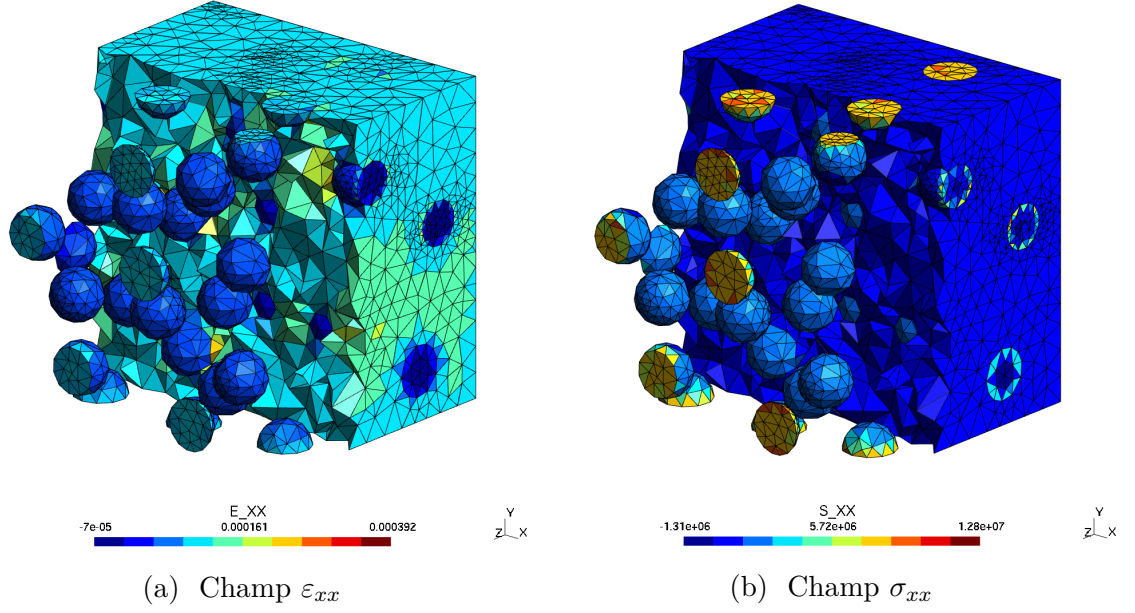 E_XX
-7e-05 0.000161 0.000392
Y
Z X
(a) Champ εxx
S_XX
-1.31e+06 5.72e+06 1.28e+07
Y
Z X
(b) Champ σxx